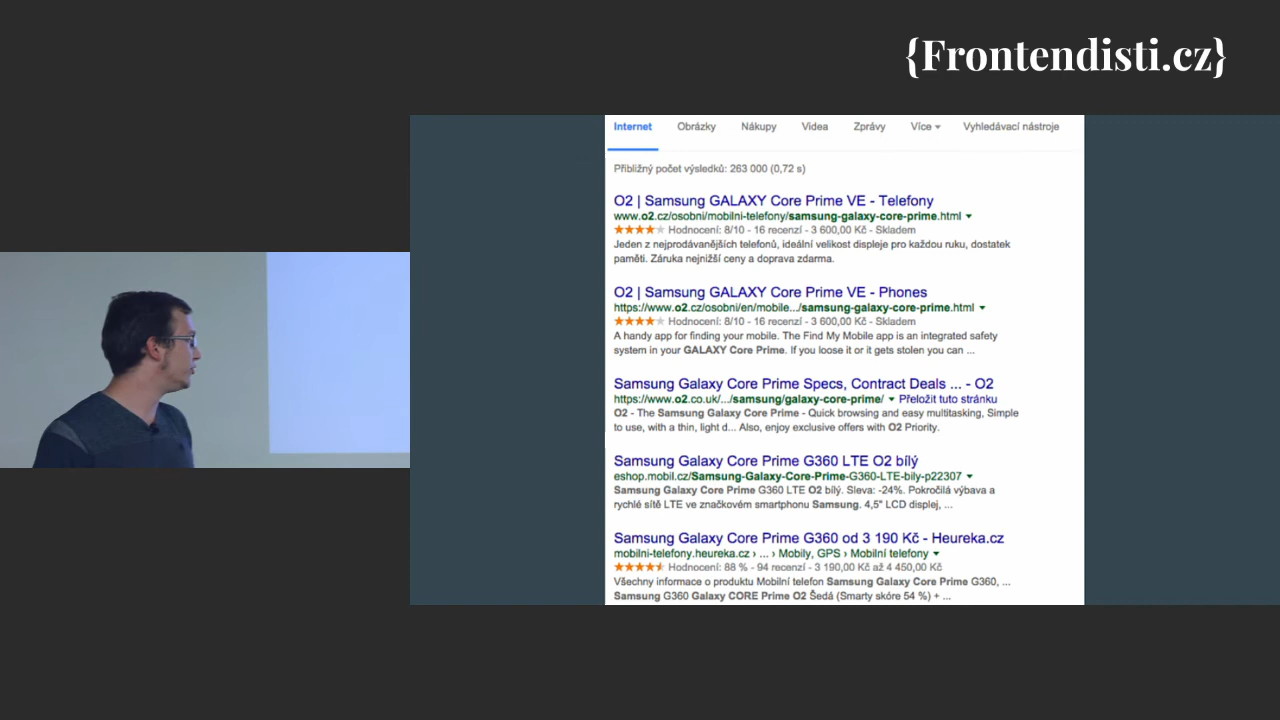 {Frontendisti.cz}
Internet Obrázky Nákupy Videa Zprávy Více Vyhledávací nástroje
Přibližný počet výsledků: 263 000 (0,72 s)
O2 | Samsung GALAXY Core Prime VE - Telefony
www.o2.cz/osobni/mobilni-telefony/samsung-galaxy-core-prime.html
Hodnocení: 8/10 - 16 recenzí - 3 600,00 Kč - Skladem
Jeden z nejprodávanějších telefonů, ideální velikost displeje pro každou ruku, dostatek
paměti. Záruka nejnižší ceny a doprava zdarma.
O2 | Samsung GALAXY Core Prime VE - Phones
https://www.o2.cz/osobni/en/mobile.../samsung-galaxy-core-prime.html
Hodnocení: 8/10 - 16 recenzí - 3 600,00 Kč - Skladem
A handy app for finding your mobile. The Find My Mobile app is an integrated safety
system in your GALAXY Core Prime. If you loose it or it gets stolen you can ...
Samsung Galaxy Core Prime Specs, Contract Deals ... - O2
https://www.o2.co.uk/.../samsung/galaxy-core-prime/ Přeložit tuto stránku
O2 - The Samsung Galaxy Core Prime - Quick browsing and easy multitasking, Simple
to use, with a thin, light d... Also, enjoy exclusive offers with O2 Priority.
Samsung Galaxy Core Prime G360 LTE O2 bílý
eshop.mobil.cz/Samsung-Galaxy-Core-Prime-G360-LTE-bily-p22307
Samsung Galaxy Core Prime G360 LTE O2 bílý. Sleva: -24%. Pokročilá výbava a
rychlé sítě LTE ve značkovém smartphonu Samsung. 4,5" LCD displej, ...
Samsung Galaxy Core Prime G360 od 3 190 Kč - Heureka.cz
mobilni-telefony.heureka.cz › ... › Mobily, GPS › Mobilní telefony
Hodnocení: 88 % - 94 recenzí - 3 190,00 Kč až 4 450,00 Kč
Všechny informace o produktu Mobilní telefon Samsung Galaxy Core Prime G360, ...
Samsung G360 Galaxy CORE Prime O2 Šedá (Smarty skóre 54 %) + ...